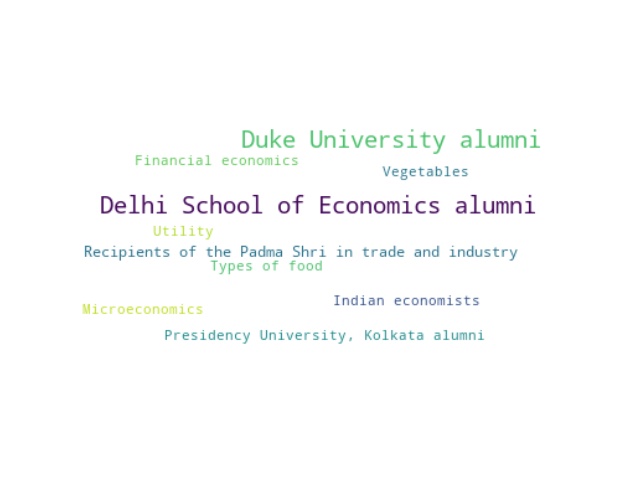 Duke University alumni
Financial economics
Vegetables
Delhi School of Economics alumni
Utility
Recipients of the Padma Shri in trade and industry
Types of food
Indian economists
Microeconomics
Presidency University, Kolkata alumni